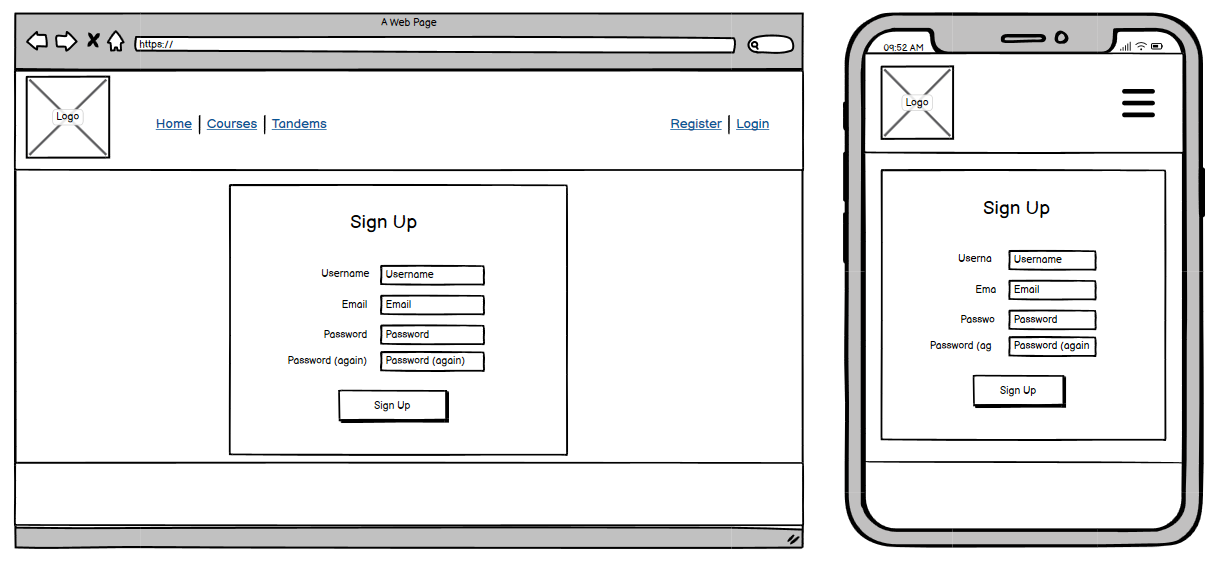 A Web Page
https://
Logo
Home | Courses | Tandems
Register | Login
Sign Up
Username Username
Email Email
Password Password
Password (again) Password (again)
Sign Up
09:52 AM
Logo
Sign Up
Userna Username
Ema Email
Passwo Password
Password (ag Password (again
Sign Up